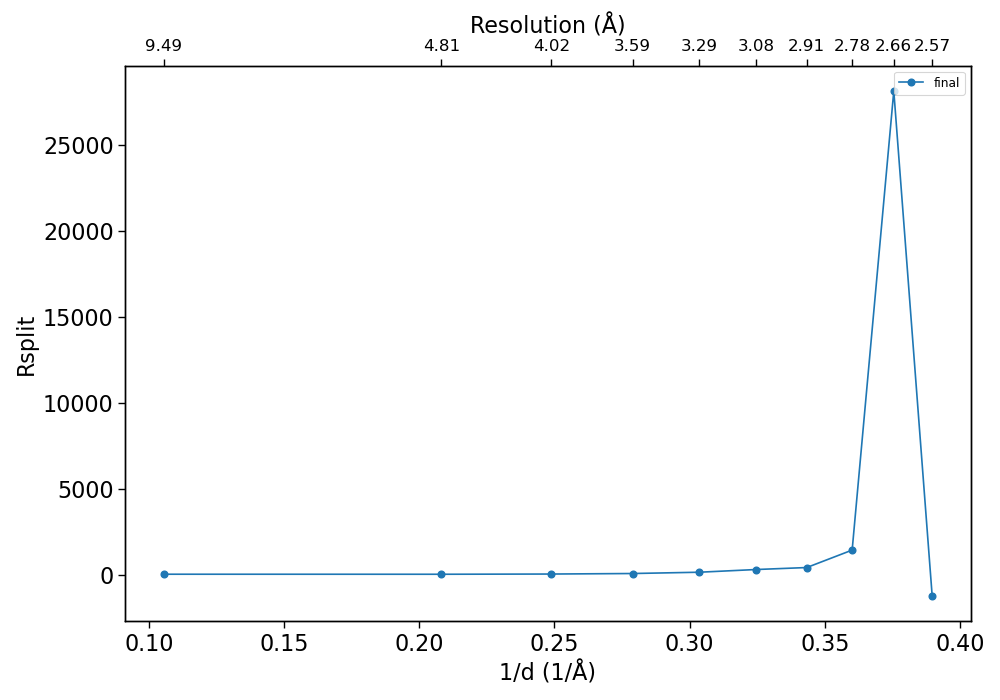 Resolution (Å)
9.49 4.81 4.02 3.59 3.29 3.08 2.91 2.78 2.66 2.57
final
Rsplit
25000
20000
15000
10000
5000
0
0.10 0.15 0.20 0.25 0.30 0.35 0.40
1/d (1/Å)